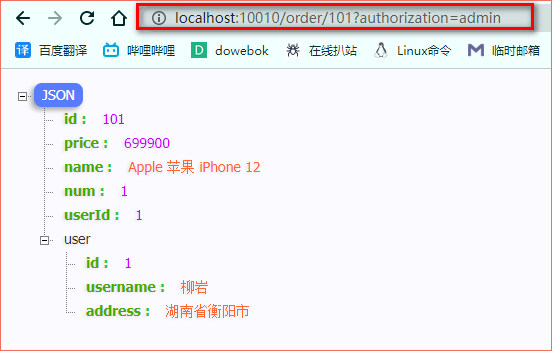 localhost:10010/order/101?authorization=admin
译 百度翻译 哔哩哔哩 D dowebok 在线扒站 Linux命令 临时邮箱
JSON
id : 101
price : 699900
name : Apple 苹果 iPhone 12
num : 1
userId : 1
user
id : 1
username : 柳岩
address : 湖南省衡阳市